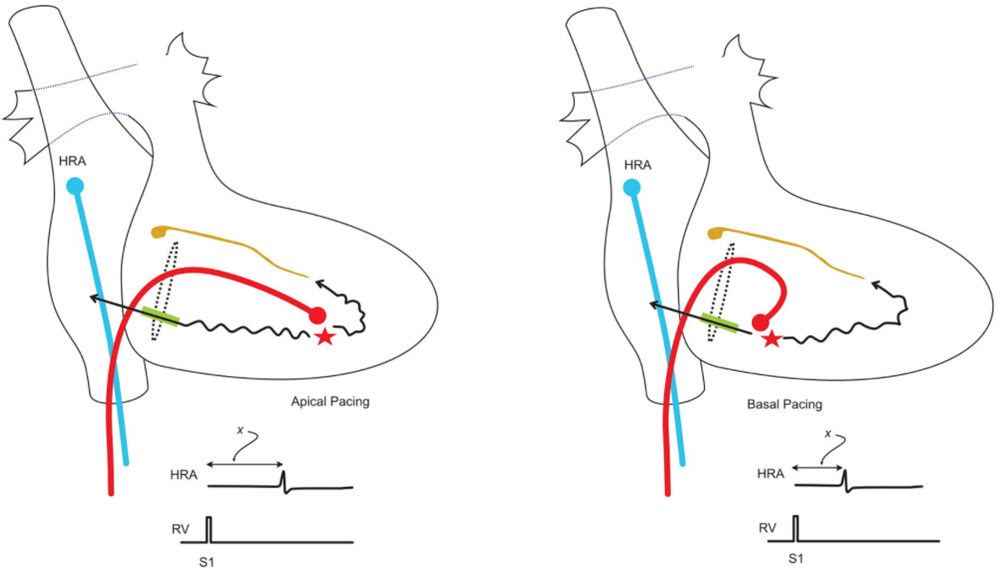 HRA
Apical Pacing
x
HRA
RV
S1
HRA
Basal Pacing
x
HRA
RV
S1